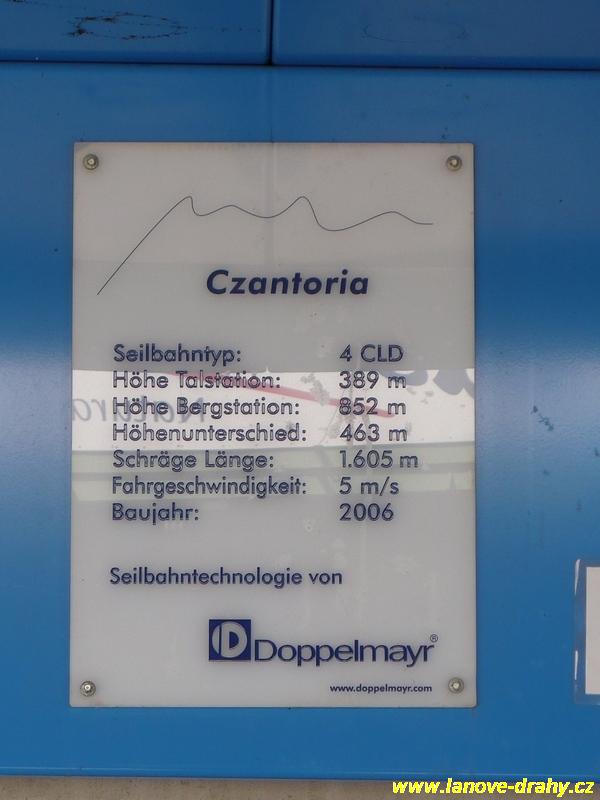 Czantoria
Seilbahntyp: 4 CLD
Höhe Talstation: 389 m
Höhe Bergstation: 852 m
Höhenunterschied: 463 m
Schräge Länge: 1.605 m
Fahrgeschwindigkeit: 5 m/s
Baujahr: 2006
Seilbahntechnologie von
Doppelmayr®
www.doppelmayr.com
www.lanove-drahy.cz